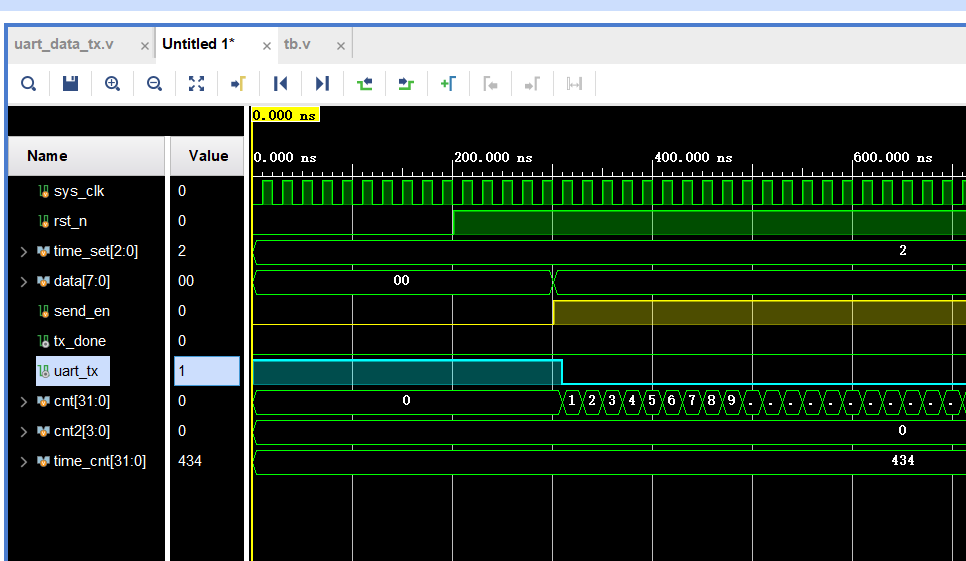 uart_data_tx.v × Untitled 1* × tb.v ×
0.000 ns
Name Value 0.000 ns 200.000 ns 400.000 ns 600.000 ns
sys_clk 0
rst_n 0
time_set[2:0] 2 2
data[7:0] 00 00
send_en 0
tx_done 0
uart_tx 1
cnt[31:0] 0 0 1 2 3 4 5 6 7 8 9 . . . . . . . . . . .
cnt2[3:0] 0 0
time_cnt[31:0] 434 434